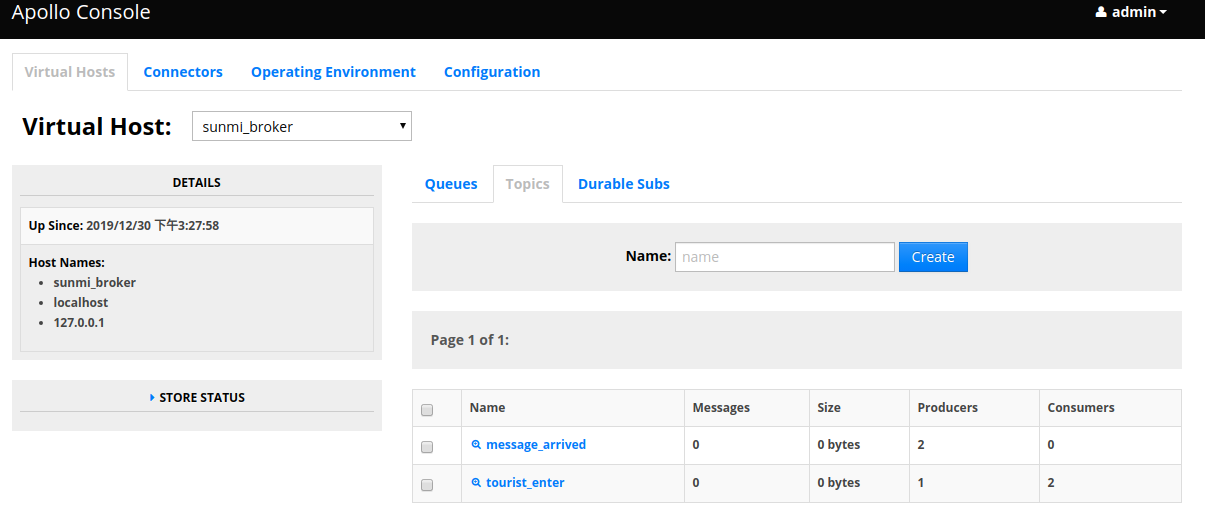 Apollo Console
admin
Virtual Hosts Connectors Operating Environment Configuration
Virtual Host: sunmi_broker
DETAILS
Up Since: 2019/12/30 下午3:27:58
Host Names:
sunmi_broker
localhost
127.0.0.1
STORE STATUS
Queues Topics Durable Subs
Name: name Create
Page 1 of 1:
Name Messages Size Producers Consumers
message_arrived 0 0 bytes 2 0
tourist_enter 0 0 bytes 1 2